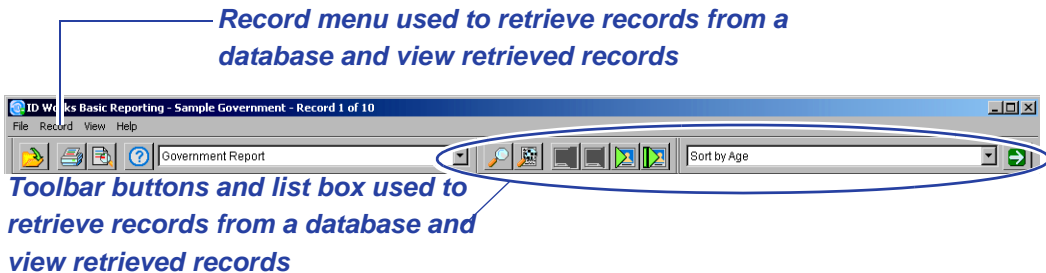 Record menu used to retrieve records from a
database and view retrieved records
ID Works Basic Reporting - Sample Government - Record 1 of 10
File Record View Help
Government Report
Sort by Age
Toolbar buttons and list box used to
retrieve records from a database and
view retrieved records